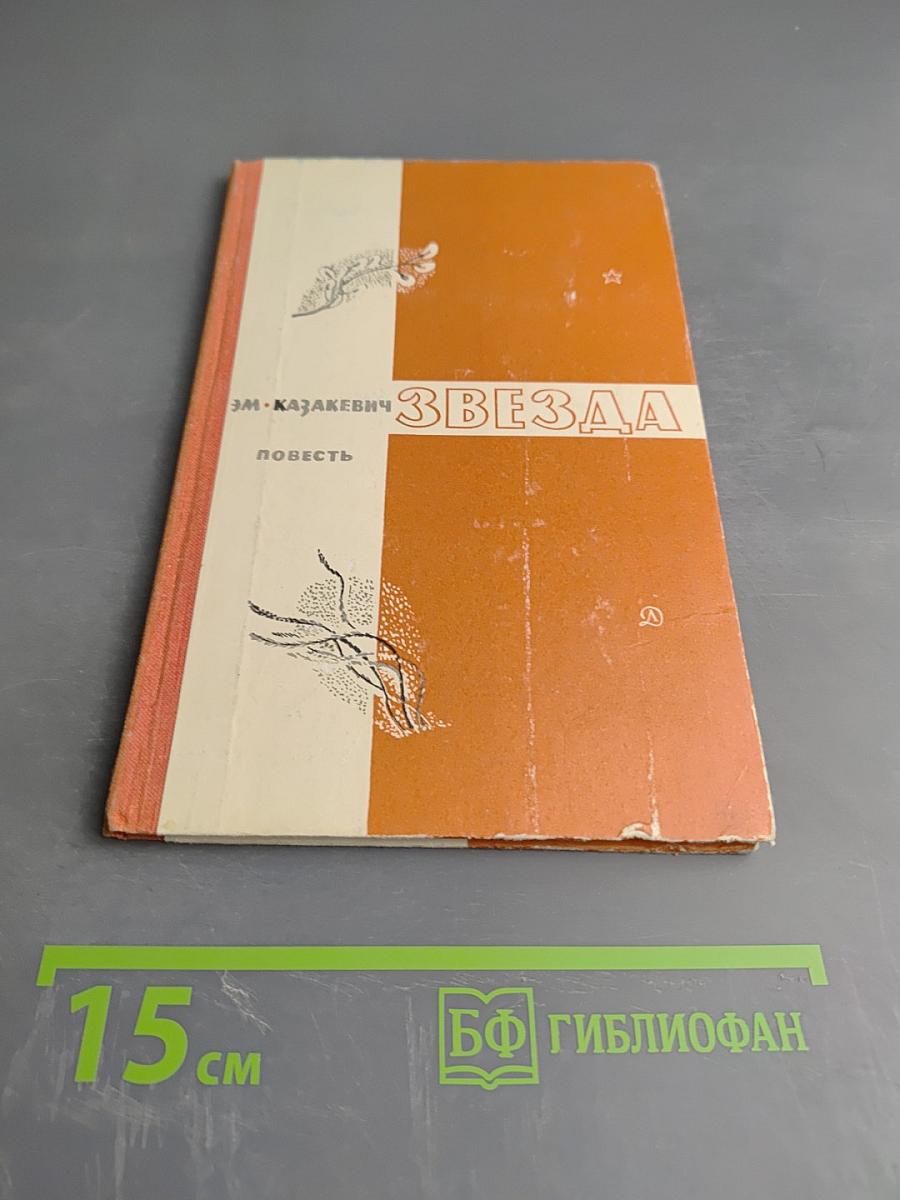 ЭМ • КАЗАКЕВИЧ ЗВЕЗДА
ПОВЕСТЬ
Д
15 СМ
БФ ГИБЛИОФАН